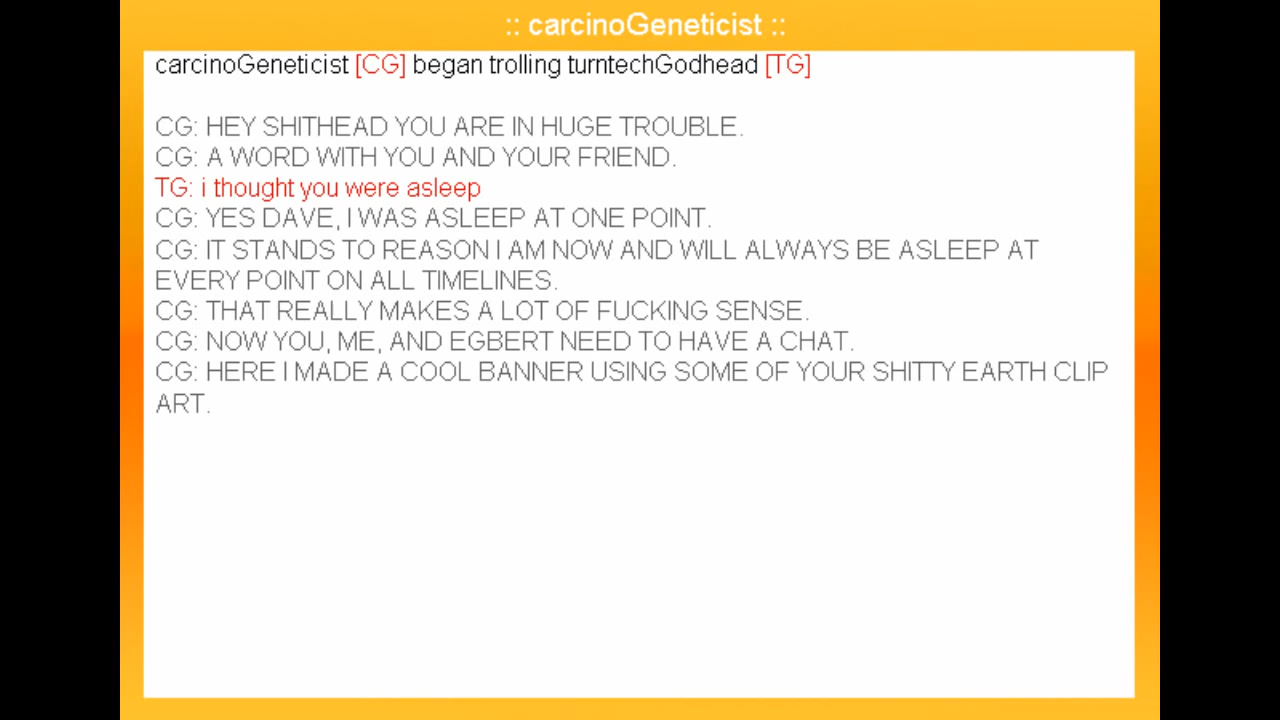 :: carcinoGeneticist ::
carcinoGeneticist [CG] began trolling turntechGodhead [TG]
CG: HEY SHITHEAD YOU ARE IN HUGE TROUBLE.
CG: A WORD WITH YOU AND YOUR FRIEND.
TG: i thought you were asleep
CG: YES DAVE, I WAS ASLEEP AT ONE POINT.
CG: IT STANDS TO REASON I AM NOW AND WILL ALWAYS BE ASLEEP AT
EVERY POINT ON ALL TIMELINES.
CG: THAT REALLY MAKES A LOT OF FUCKING SENSE.
CG: NOW YOU, ME, AND EGBERT NEED TO HAVE A CHAT.
CG: HERE I MADE A COOL BANNER USING SOME OF YOUR SHITTY EARTH CLIP
ART.